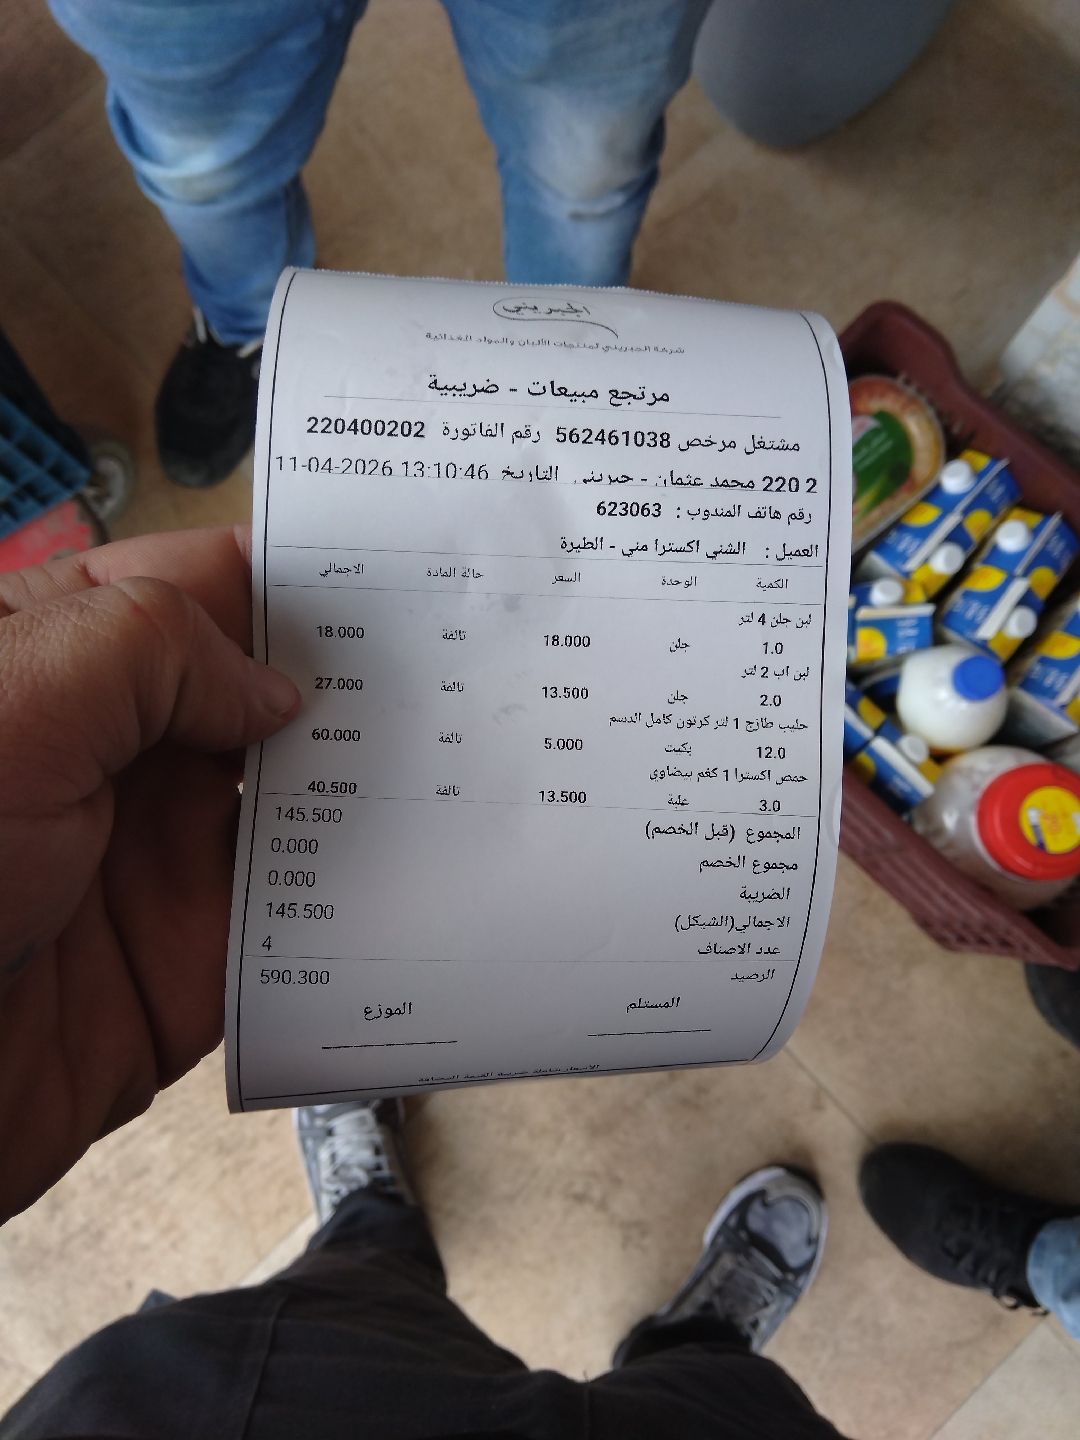 الجبريني
شركة الجبريني لمنتجات الألبان والمواد الغذائية
مرتجع مبيعات - ضريبية
مشتغل مرخص 562461038 رقم الفاتورة 220400202
2 220 محمد عثمان - جبريني التاريخ 11-04-2026 13:10:46
رقم هاتف المندوب : 623063
العميل : الشني اكسترا مني - الطيرة
الكمية الوحدة السعر حالة المادة الاجمالي
لبن جلن 4 لتر
1.0 جلن 18.000 تالفة 18.000
لبن اب 2 لتر
2.0 جلن 13.500 تالفة 27.000
حليب طازج 1 لتر كرتون كامل الدسم
12.0 بكيت 5.000 تالفة 60.000
حمص اكسترا 1 كغم بيضاوي
3.0 علبة 13.500 تالفة 40.500
المجموع (قبل الخصم) 145.500
مجموع الخصم 0.000
الضريبة 0.000
الاجمالي(الشيكل) 145.500
عدد الاصناف 4
الرصيد 590.300
المستلم الموزع
الاسعار شاملة ضريبة القيمة المضافة